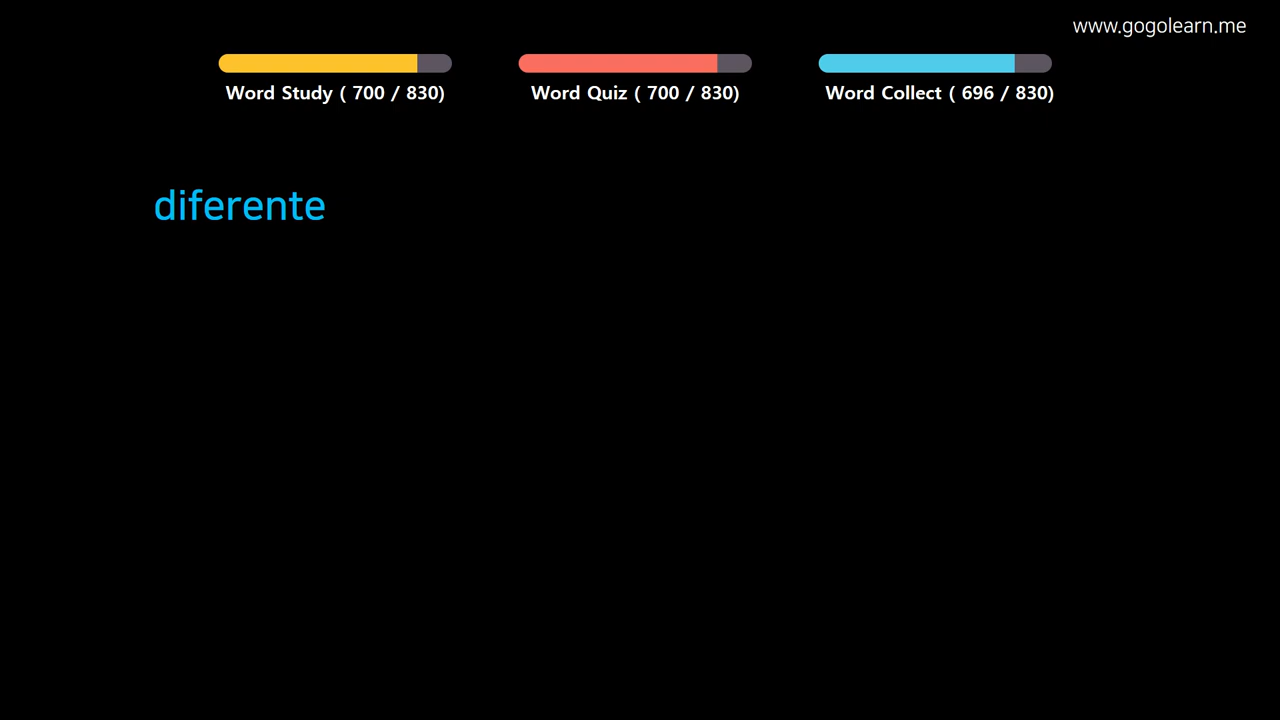 www.gogolearn.me
Word Study ( 700 / 830)
Word Quiz ( 700 / 830)
Word Collect ( 696 / 830)
diferente